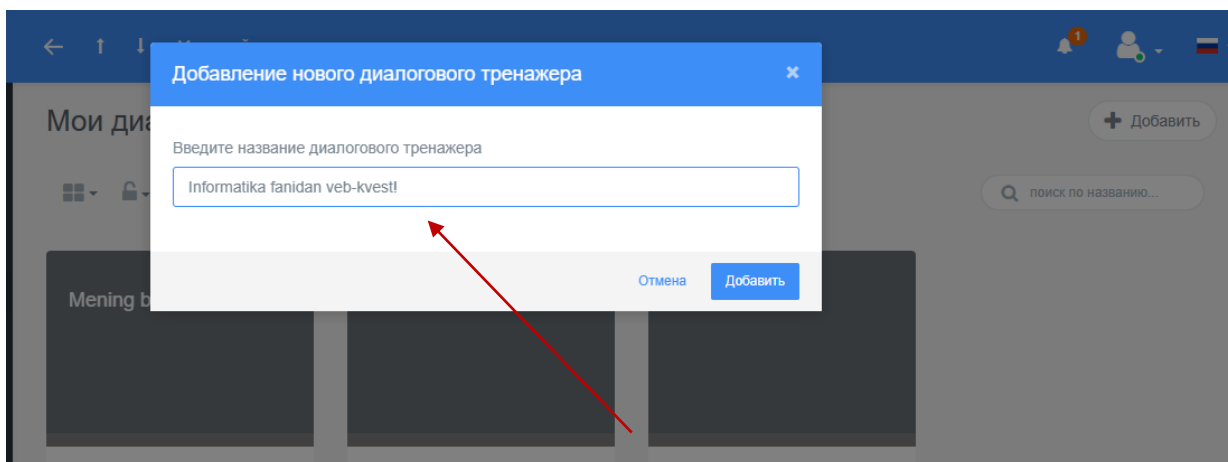 1
Добавление нового диалогового тренажера
Мои диа
Добавить
Введите название диалогового тренажера
Informatika fanidan veb-kvest!
поиск по названию...
Отмена Добавить
Mening b